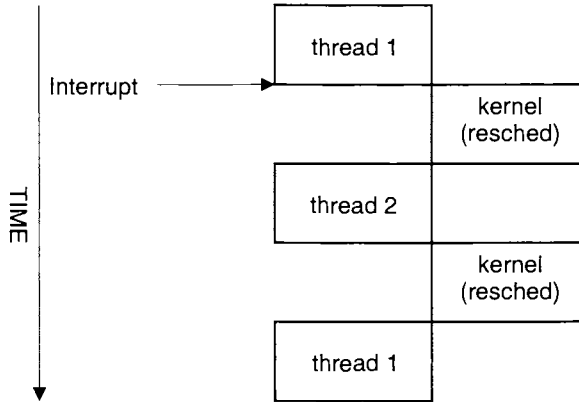 thread 1
Interrupt
kernel
(resched)
thread 2
TIME
kernel
(resched)
thread 1